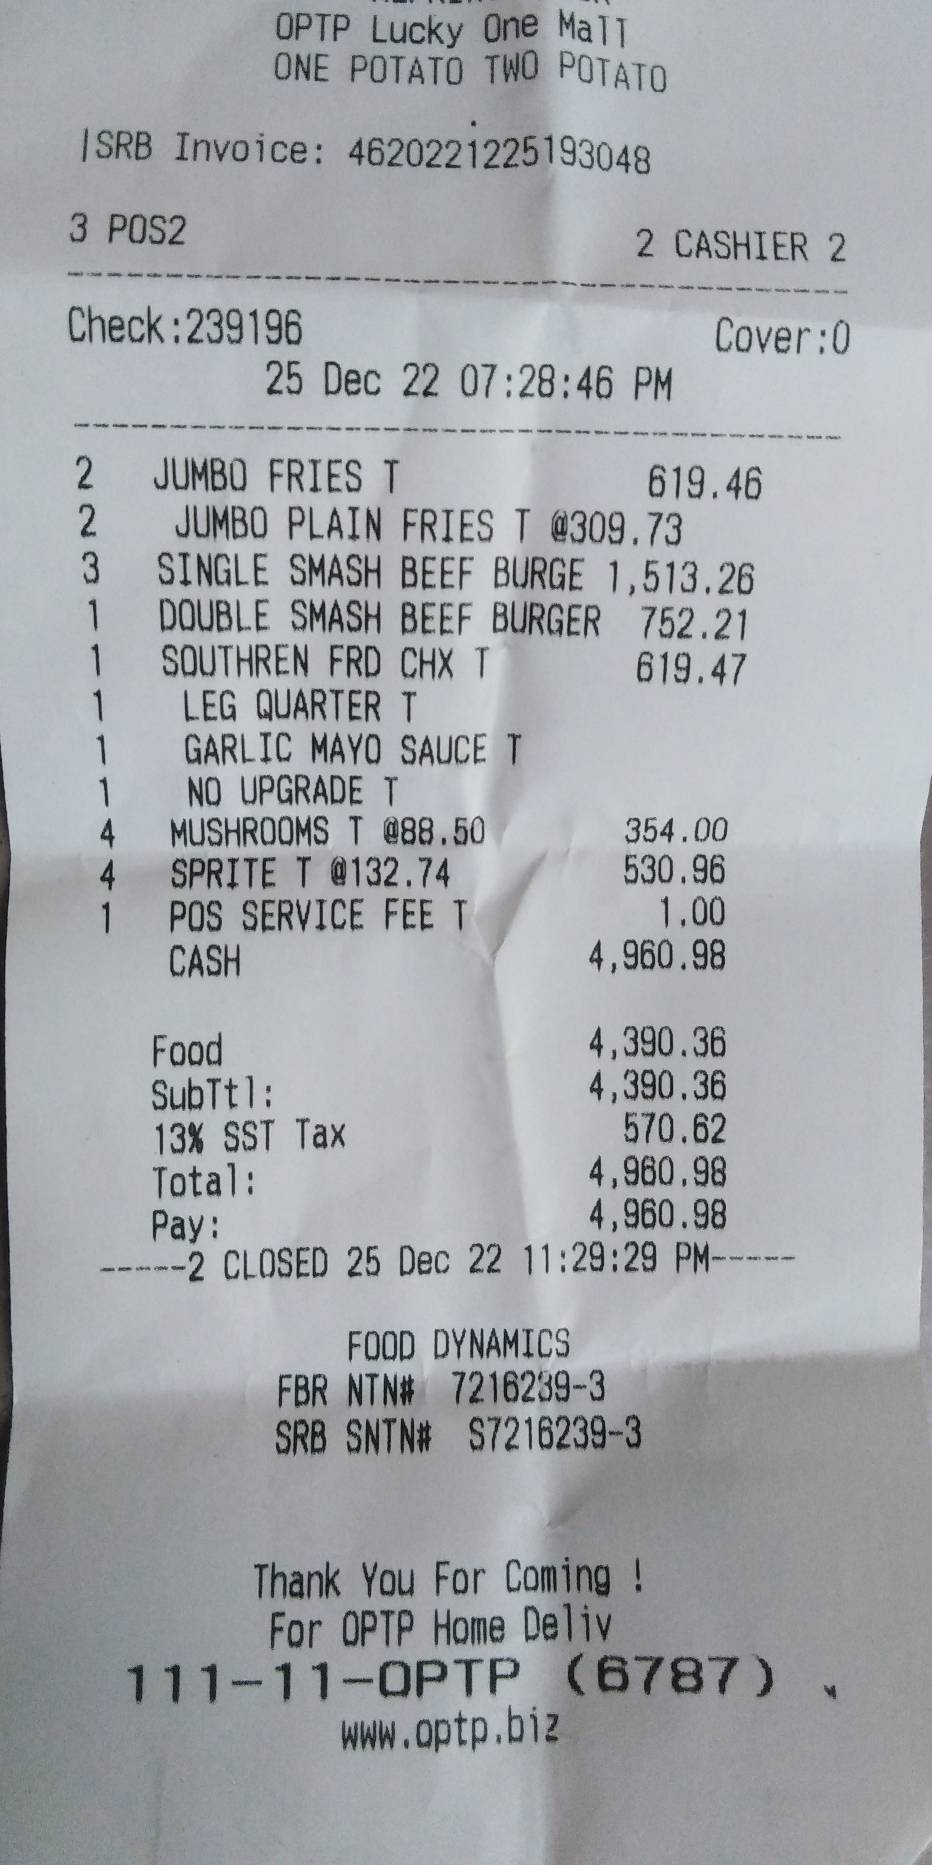 OPTP Lucky One Mall
ONE POTATO TWO POTATO
|SRB Invoice: 4620221225193048
3 POS2 2 CASHIER 2
Check:239196 Cover:0
25 Dec 22 07:28:46 PM
2 JUMBO FRIES T 619.46
2 JUMBO PLAIN FRIES T @309.73
3 SINGLE SMASH BEEF BURGE 1,513.26
1 DOUBLE SMASH BEEF BURGER 752.21
1 SOUTHREN FRD CHX T 619.47
1 LEG QUARTER T
1 GARLIC MAYO SAUCE T
1 NO UPGRADE T
4 MUSHROOMS T @88.50 354.00
4 SPRITE T @132.74 530.96
1 POS SERVICE FEE T 1.00
CASH 4,960.98
Food 4,390.36
SubTtl: 4,390.36
13% SST Tax 570.62
Total: 4,960.98
Pay: 4,960.98
-----2 CLOSED 25 Dec 22 11:29:29 PM-----
FOOD DYNAMICS
FBR NTN# 7216239-3
SRB SNTN# S7216239-3
Thank You For Coming !
For OPTP Home Deliv
111-11-OPTP (6787)
www.optp.biz